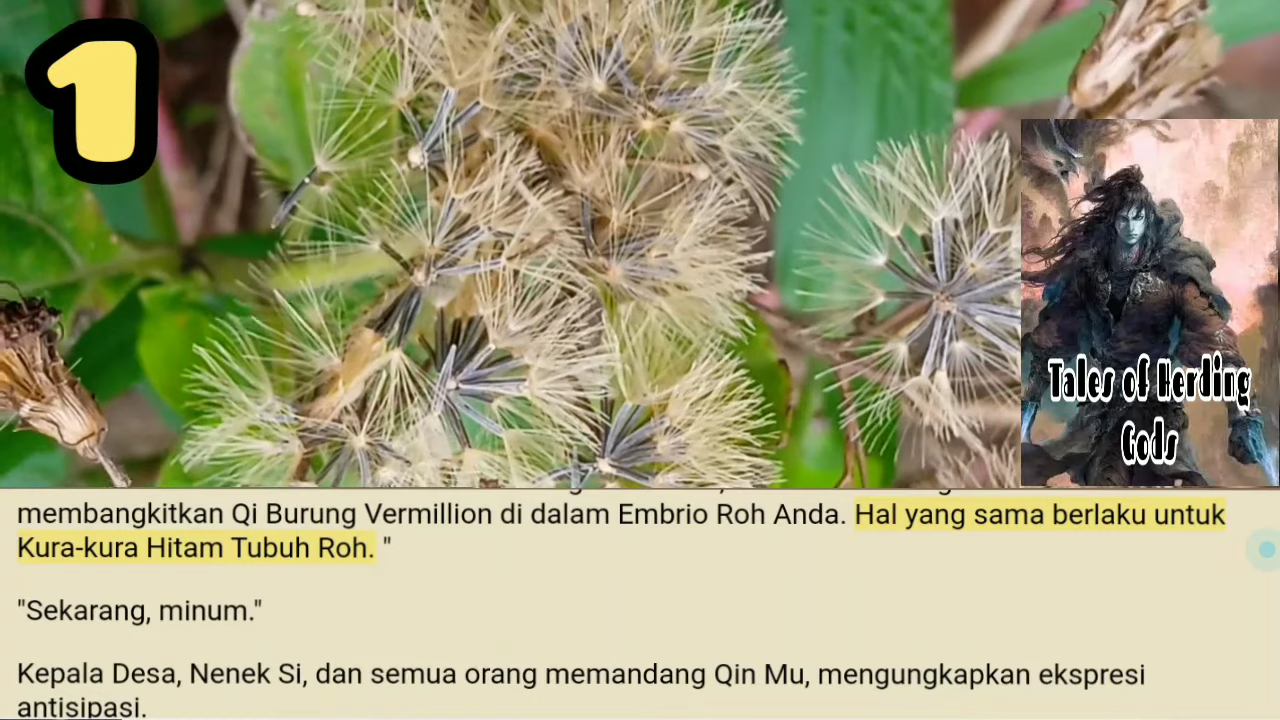 1
Tales of Herding
Gods
membangkitkan Qi Burung Vermillion di dalam Embrio Roh Anda. Hal yang sama berlaku untuk
Kura-kura Hitam Tubuh Roh. "
"Sekarang, minum."
Kepala Desa, Nenek Si, dan semua orang memandang Qin Mu, mengungkapkan ekspresi
antisipasi.